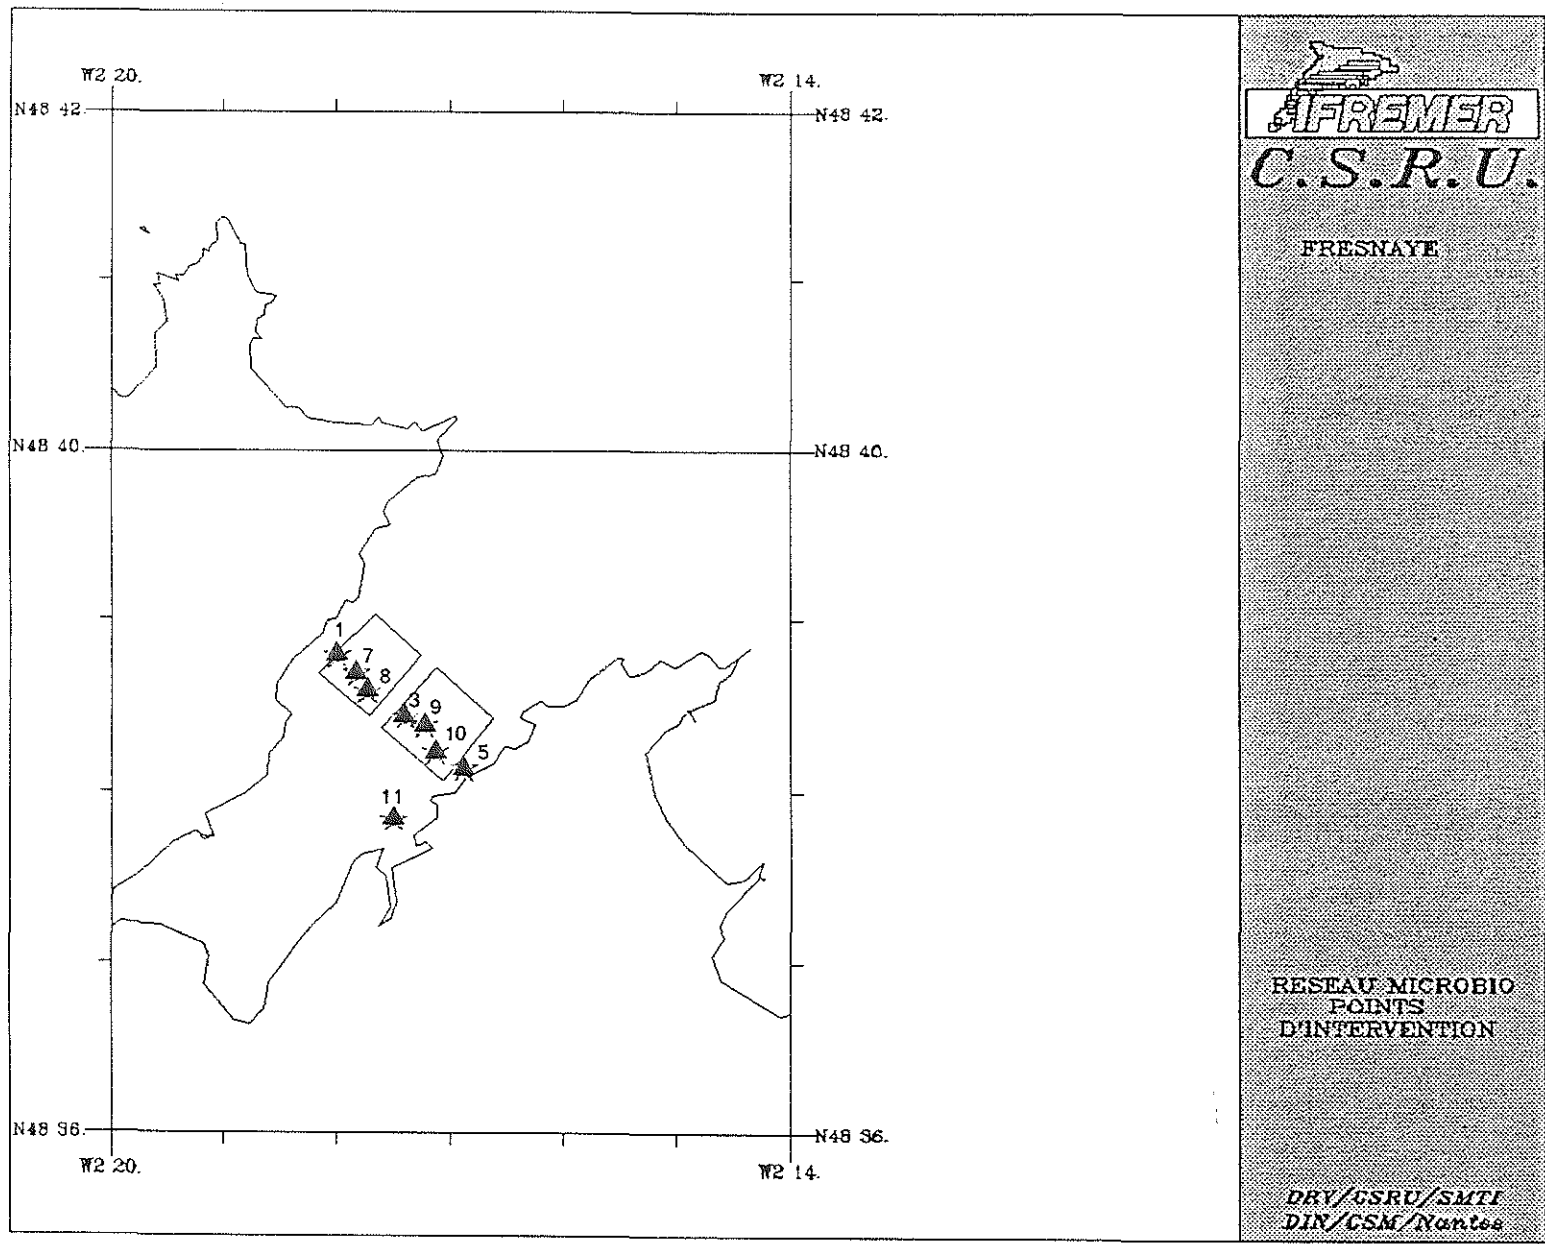 W2 20.
W2 14.
N48 42.
N48 42.
N48 40.
N48 40.
1
7
8
3
9
10
5
11
N48 36.
N48 36.
W2 20.
W2 14.
IFREMER
C.S.R.U.
FRESNAYE
RESEAU MICROBIO
POINTS
D'INTERVENTION
DRV/CSRU/SMTI
DIN/CSM/Nantes